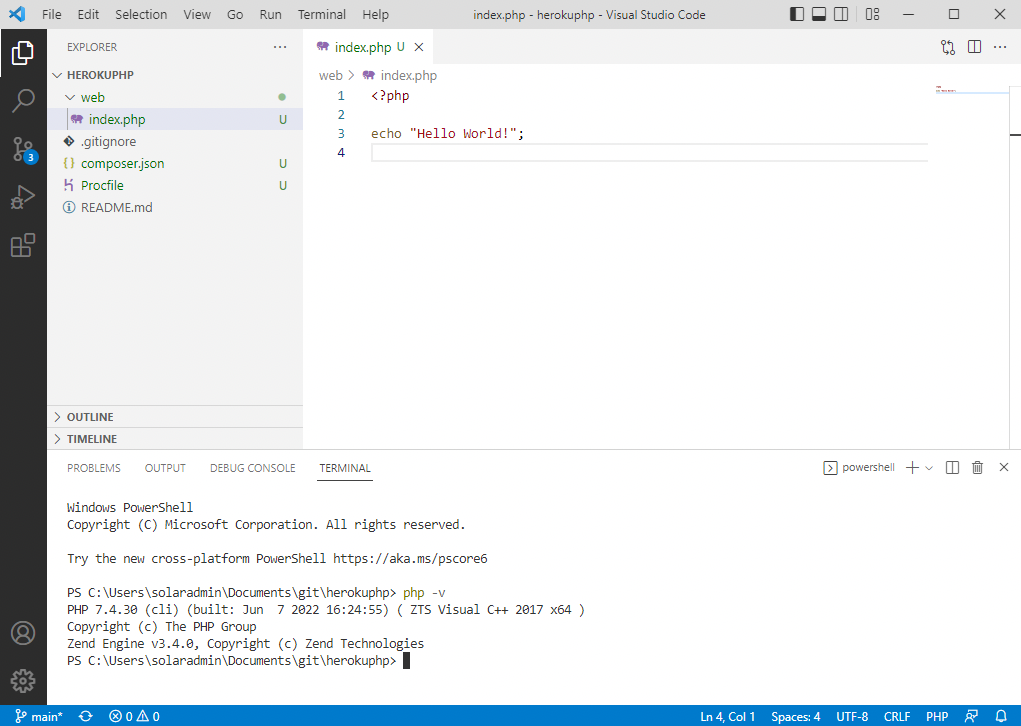 File Edit Selection View Go Run Terminal Help index.php - herokuphp - Visual Studio Code
EXPLORER ···
HEROKUPHP
web
index.php U
.gitignore
{} composer.json U
Procfile U
README.md
OUTLINE
TIMELINE
3
index.php U
web > index.php
1 <?php
2
3 echo "Hello World!";
4
PROBLEMS OUTPUT DEBUG CONSOLE TERMINAL powershell
Windows PowerShell
Copyright (C) Microsoft Corporation. All rights reserved.
Try the new cross-platform PowerShell https://aka.ms/pscore6
PS C:\Users\solaradmin\Documents\git\herokuphp> php -v
PHP 7.4.30 (cli) (built: Jun  7 2022 16:24:55) ( ZTS Visual C++ 2017 x64 )
Copyright (c) The PHP Group
Zend Engine v3.4.0, Copyright (c) Zend Technologies
PS C:\Users\solaradmin\Documents\git\herokuphp>
main* 0 0 Ln 4, Col 1 Spaces: 4 UTF-8 CRLF PHP